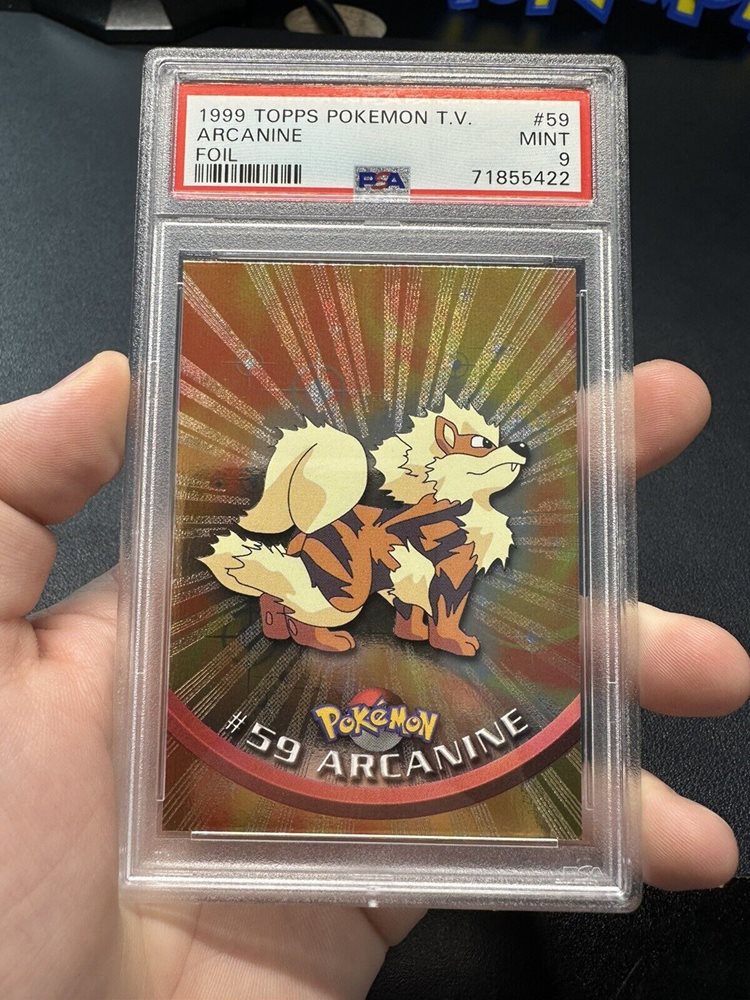 1999 TOPPS POKEMON T.V. #59
ARCANINE MINT
FOIL 9
PSA 71855422
POKéMON
#59 ARCANINE